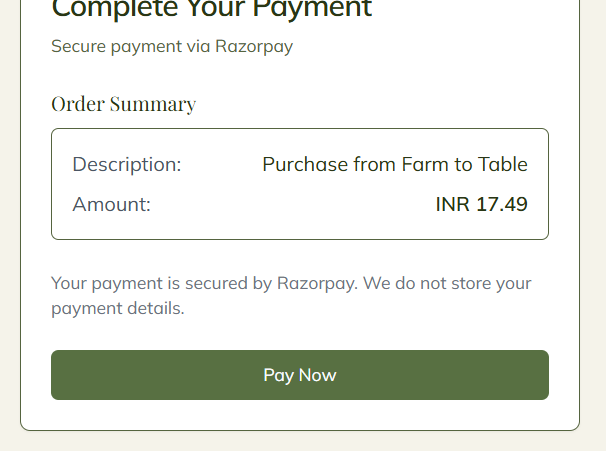 Complete Your Payment
Secure payment via Razorpay
Order Summary
Description: Purchase from Farm to Table
Amount: INR 17.49
Your payment is secured by Razorpay. We do not store your
payment details.
Pay Now